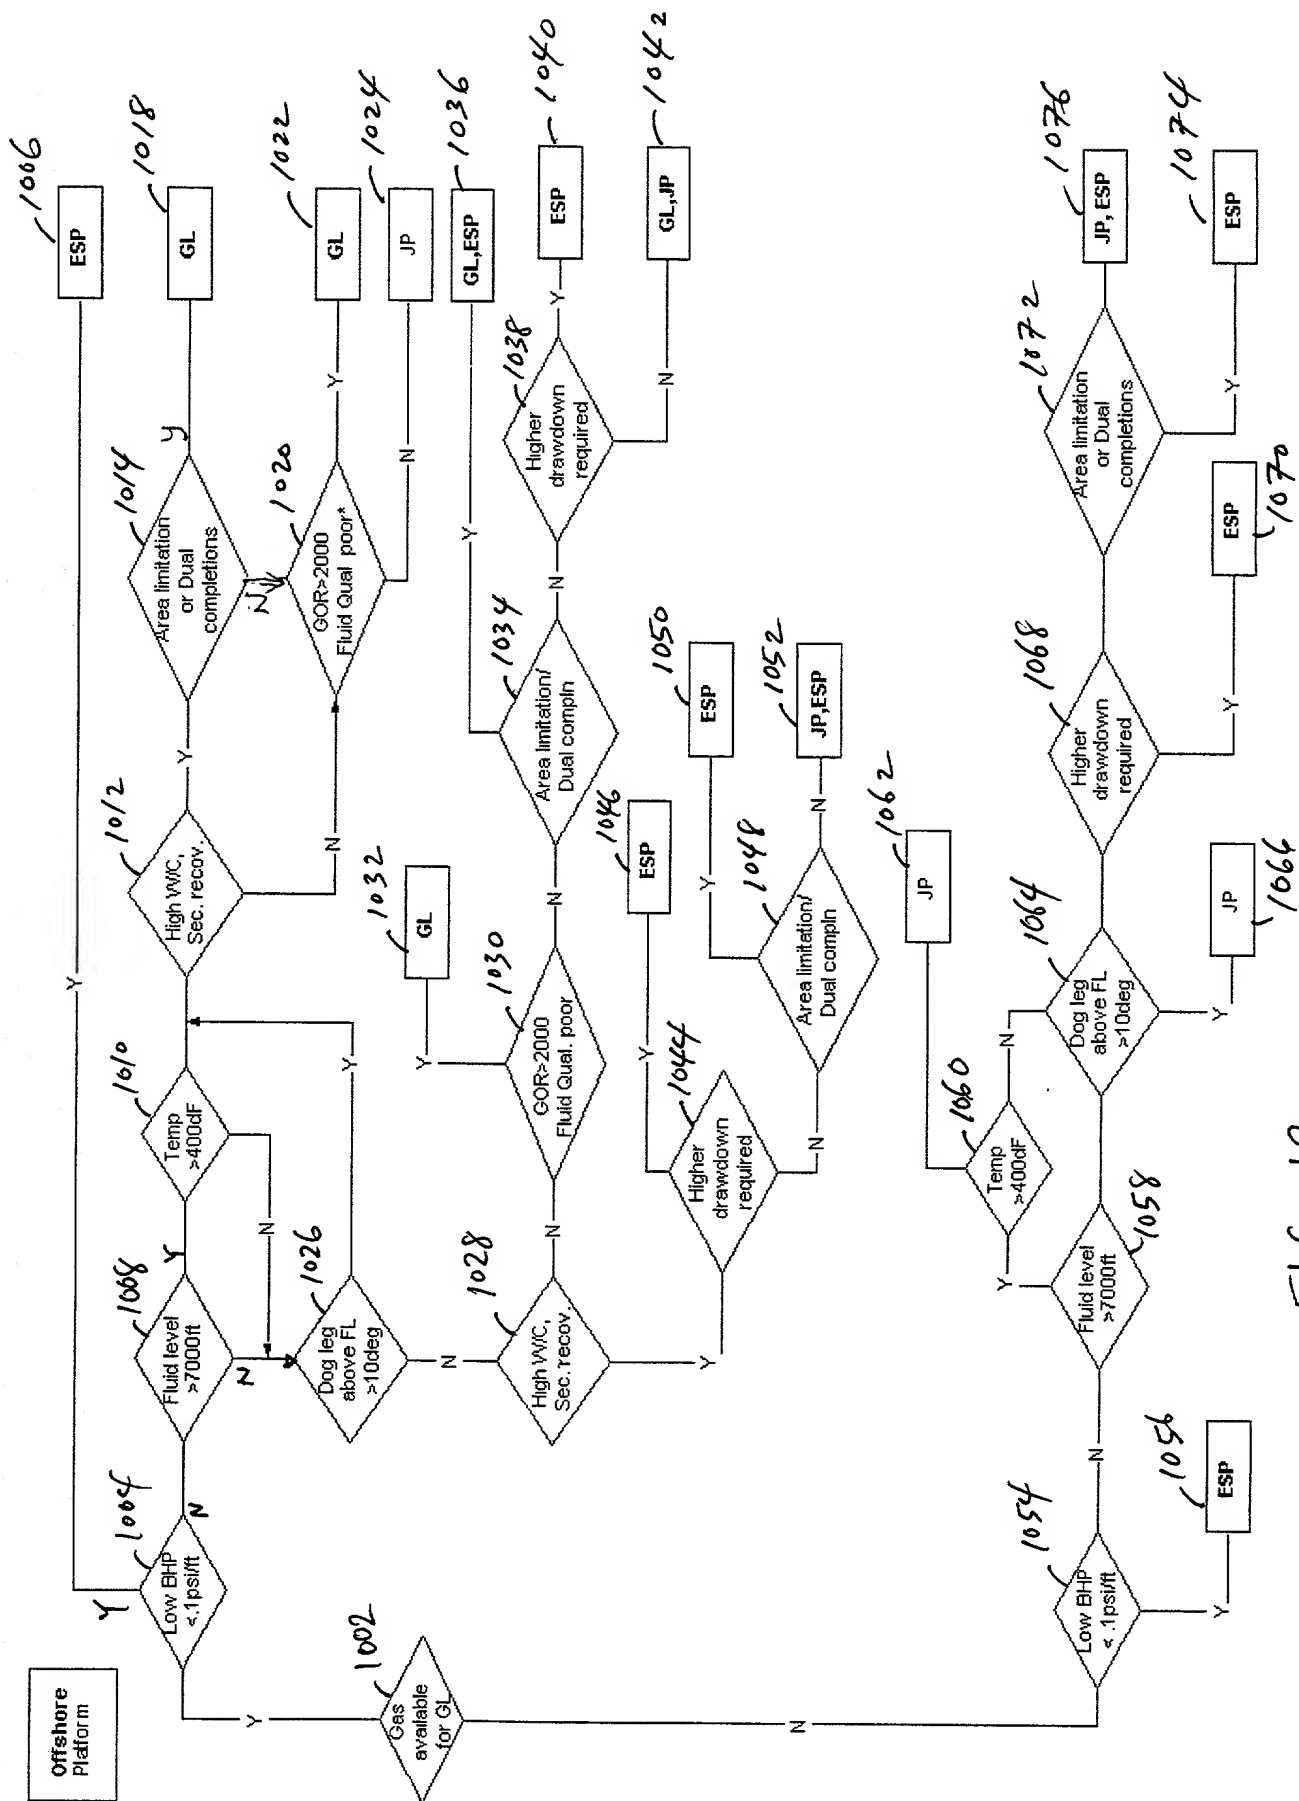 Offshore
Platform
Gas
available
for GL
1002
Y
N
Low BHP
<.1psi/ft
1004
Y
N
Y
ESP
1006
Fluid level
>7000ft
1008
Y
N
Temp
>400dF
1010
N
High W/C,
Sec. recov.
1012
Y
N
Area limitation
or Dual
completions
1014
Y
N
GL
1018
GOR>2000
Fluid Qual poor*
1020
Y
N
GL
1022
JP
1024
Dog leg
above FL
>10deg
1026
Y
N
High W/C,
Sec. recov.
1028
N
Y
GOR>2000
Fluid Qual. poor
1030
Y
N
GL
1032
Area limitation/
Dual compln
1034
Y
N
GL,ESP
1036
Higher
drawdown
required
1038
Y
N
ESP
1040
GL,JP
1042
Higher
drawdown
required
1044
Y
N
ESP
1046
Area limitation/
Dual compln
1048
Y
N
ESP
1050
JP,ESP
1052
Low BHP
< .1psi/ft
1054
N
Y
ESP
1056
Fluid level
>7000ft
1058
Y
Temp
>400dF
1060
N
JP
1062
Dog leg
above FL
>10deg
1064
Y
JP
1066
Higher
drawdown
required
1068
Y
ESP
1070
Area limitation
or Dual
completions
1072
Y
ESP
1074
JP, ESP
1076